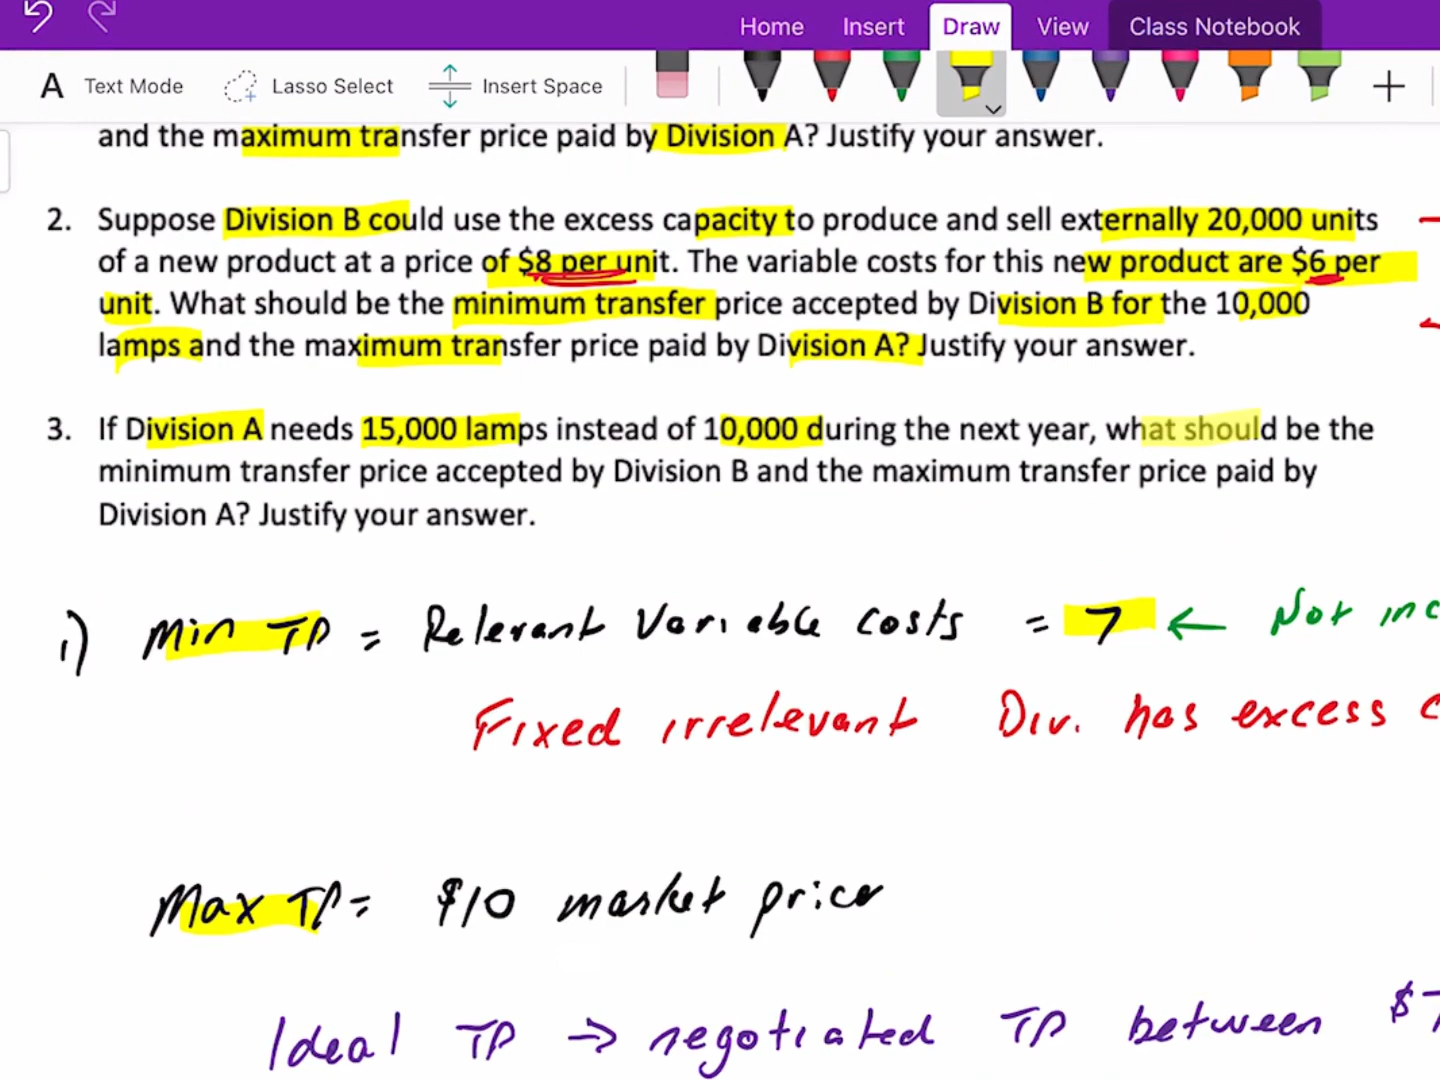 Home Insert Draw View Class Notebook
A Text Mode Lasso Select Insert Space
and the maximum transfer price paid by Division A? Justify your answer.
2. Suppose Division B could use the excess capacity to produce and sell externally 20,000 units
of a new product at a price of $8 per unit. The variable costs for this new product are $6 per
unit. What should be the minimum transfer price accepted by Division B for the 10,000
lamps and the maximum transfer price paid by Division A? Justify your answer.
3. If Division A needs 15,000 lamps instead of 10,000 during the next year, what should be the
minimum transfer price accepted by Division B and the maximum transfer price paid by
Division A? Justify your answer.
1) Min TP = Relevant Variable costs = 7 ← Not inc
Fixed irrelevant Div. has excess c
Max TP = $10 market price
Ideal TP → negotiated TP between $7